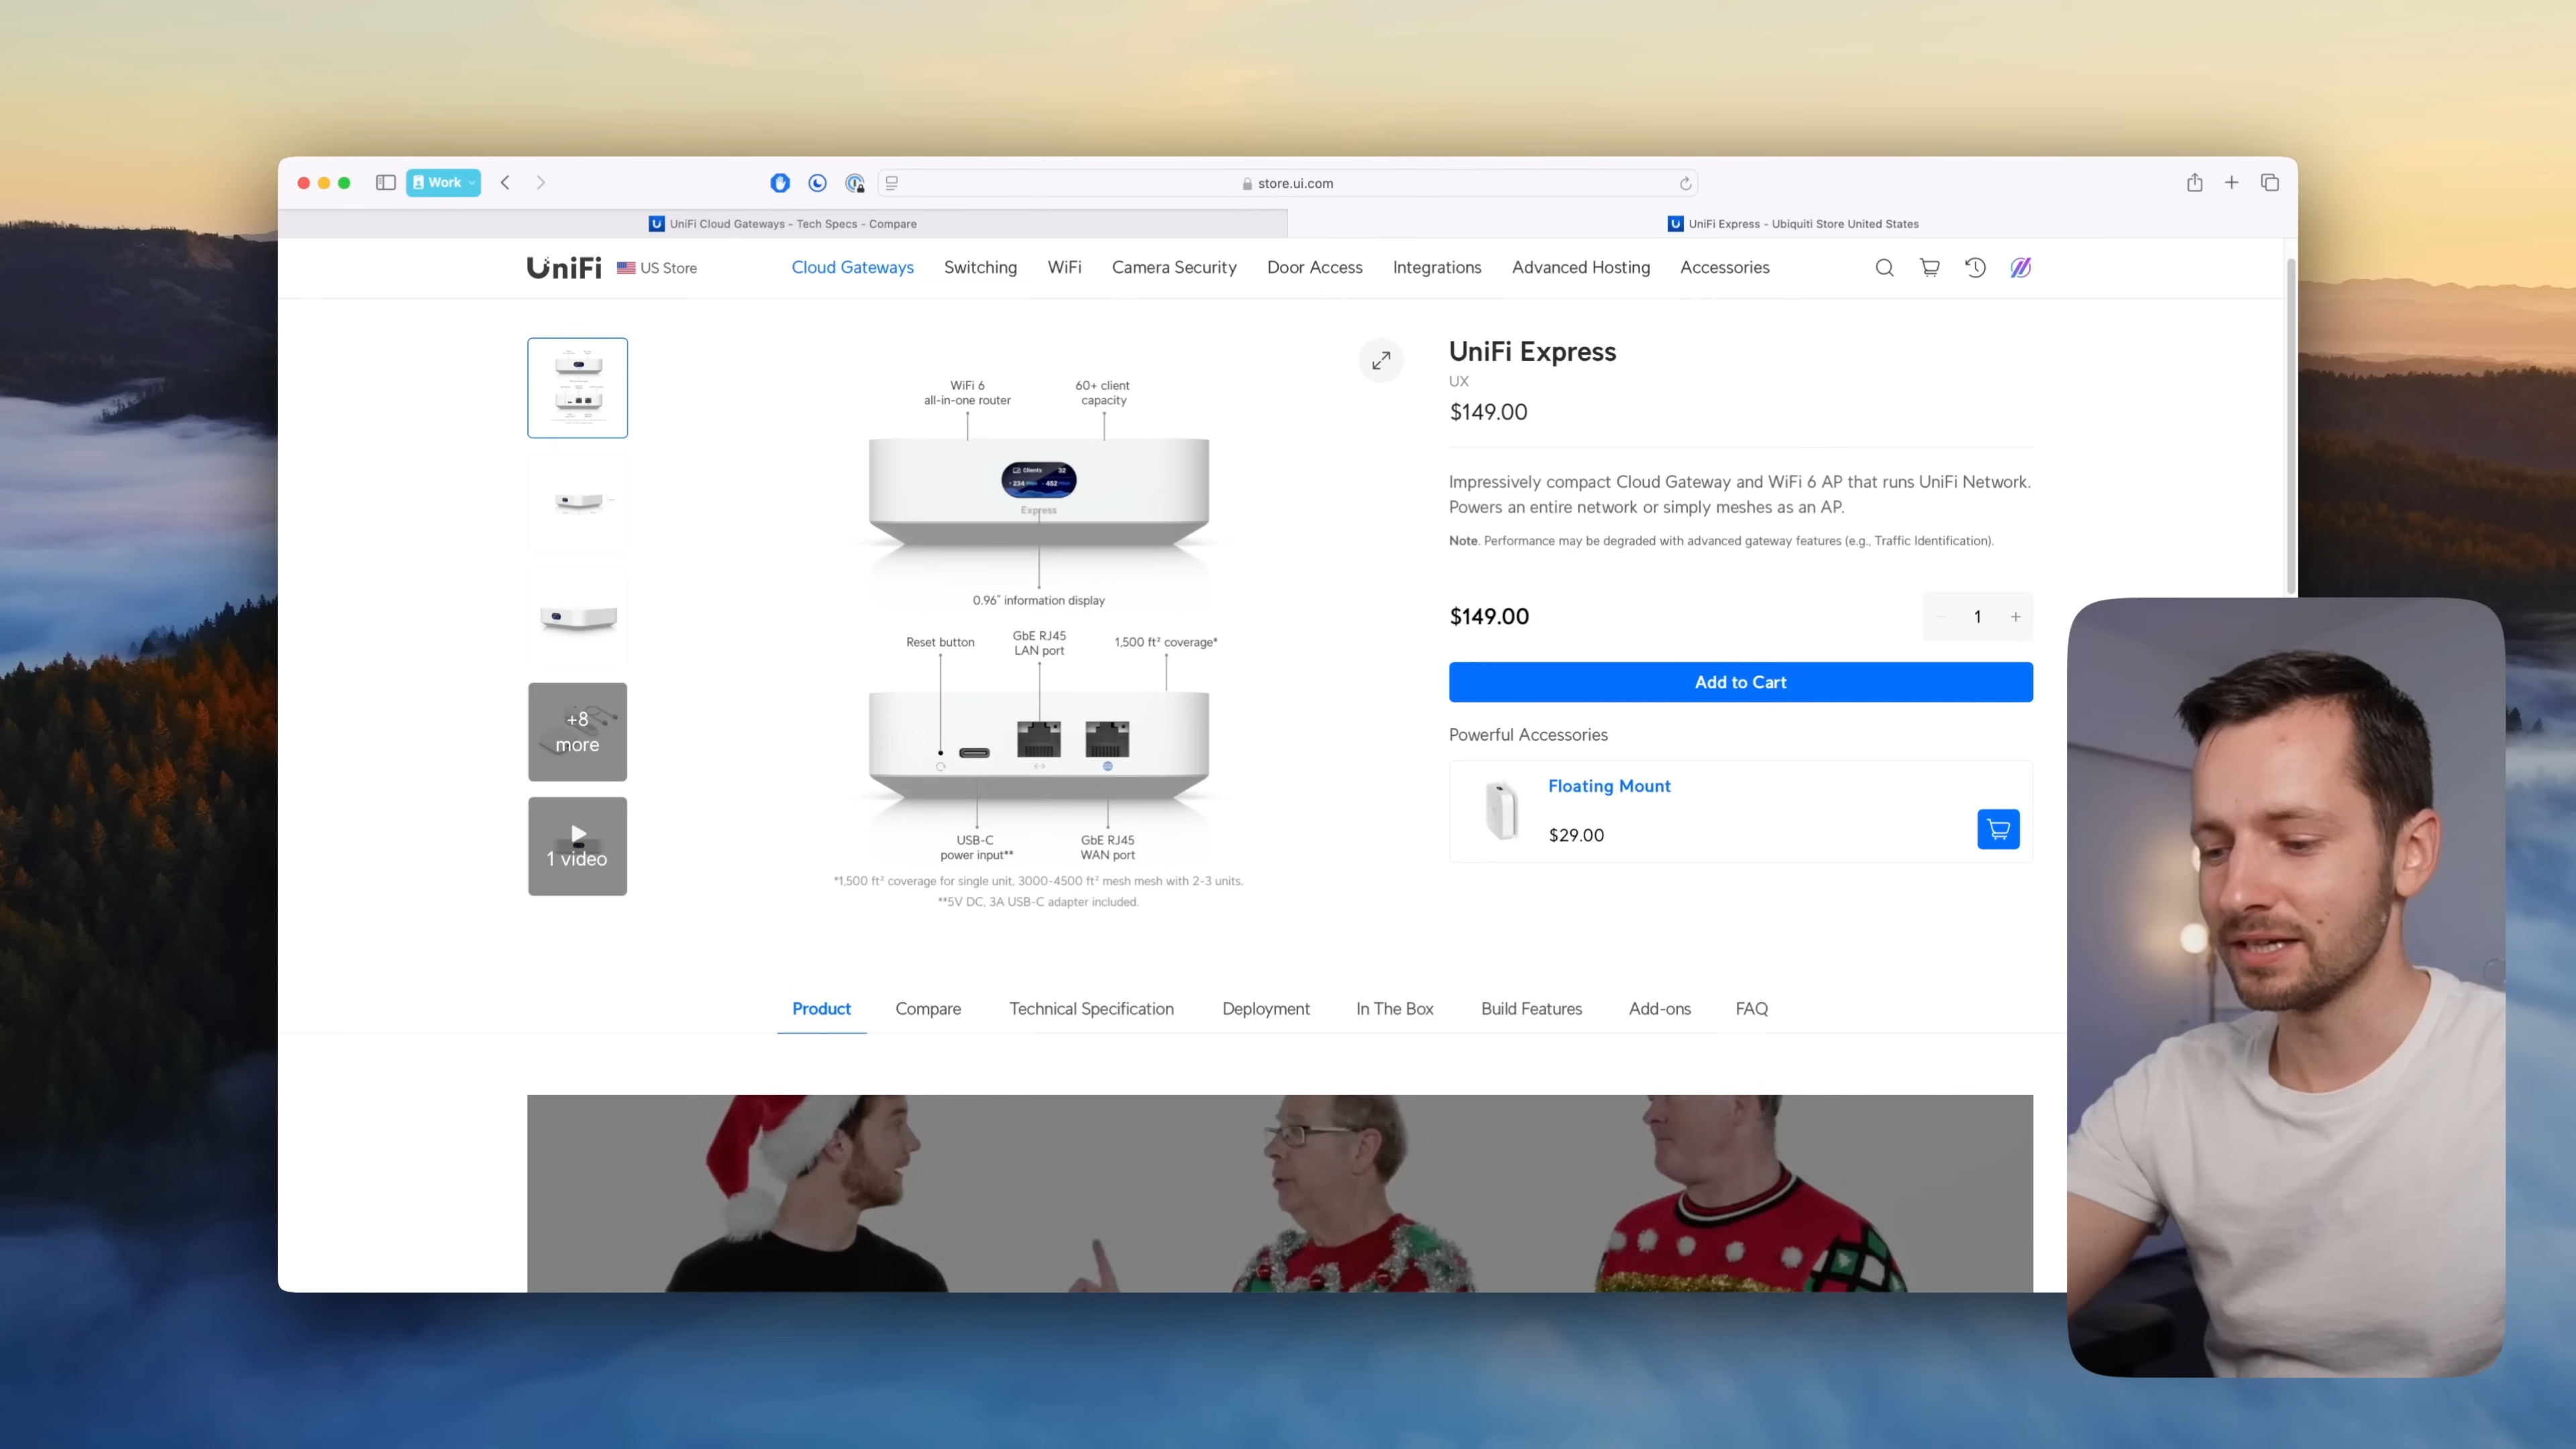 Work
store.ui.com
UniFi Cloud Gateways - Tech Specs - Compare
UniFi Express - Ubiquiti Store United States
UniFi
US Store
Cloud Gateways
Switching
WiFi
Camera Security
Door Access
Integrations
Advanced Hosting
Accessories
WiFi 6
all-in-one router
60+ client
capacity
Clients 32
234 452
Express
0.96" information display
Reset button
GbE RJ45
LAN port
1,500 ft² coverage*
USB-C
power input**
GbE RJ45
WAN port
*1,500 ft² coverage for single unit, 3000-4500 ft² mesh mesh with 2-3 units.
**5V DC, 3A USB-C adapter included.
+8
more
1 video
UniFi Express
UX
$149.00
Impressively compact Cloud Gateway and WiFi 6 AP that runs UniFi Network.
Powers an entire network or simply meshes as an AP.
Note. Performance may be degraded with advanced gateway features (e.g., Traffic Identification).
$149.00
1
Add to Cart
Powerful Accessories
Floating Mount
$29.00
Product
Compare
Technical Specification
Deployment
In The Box
Build Features
Add-ons
FAQ